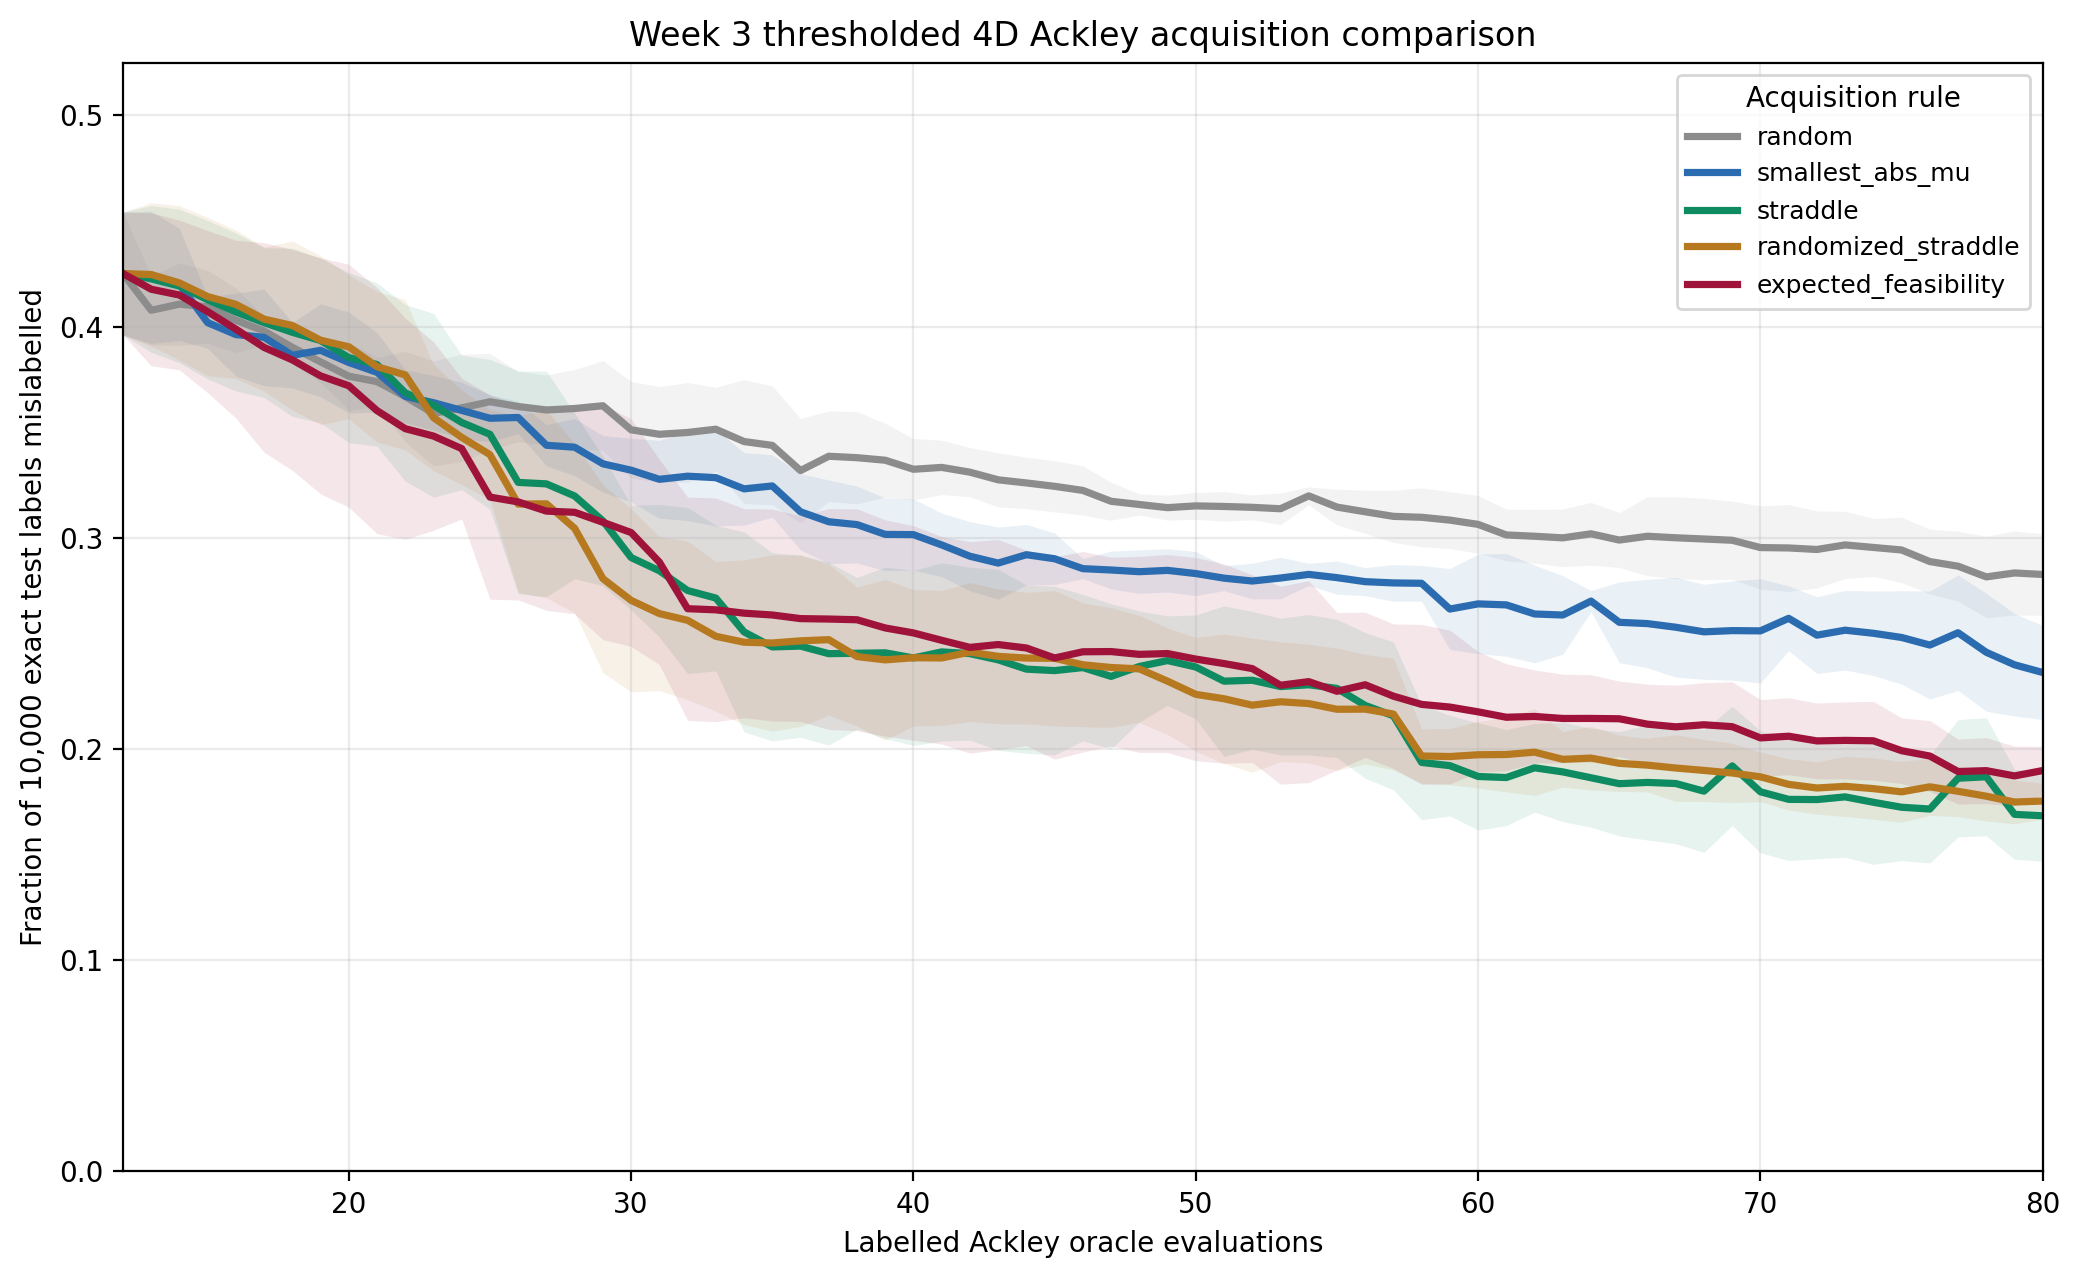 Week 3 thresholded 4D Ackley acquisition comparison
Acquisition rule
random
smallest_abs_mu
straddle
randomized_straddle
expected_feasibility
Fraction of 10,000 exact test labels mislabelled
0.5
0.4
0.3
0.2
0.1
0.0
20 30 40 50 60 70 80
Labelled Ackley oracle evaluations